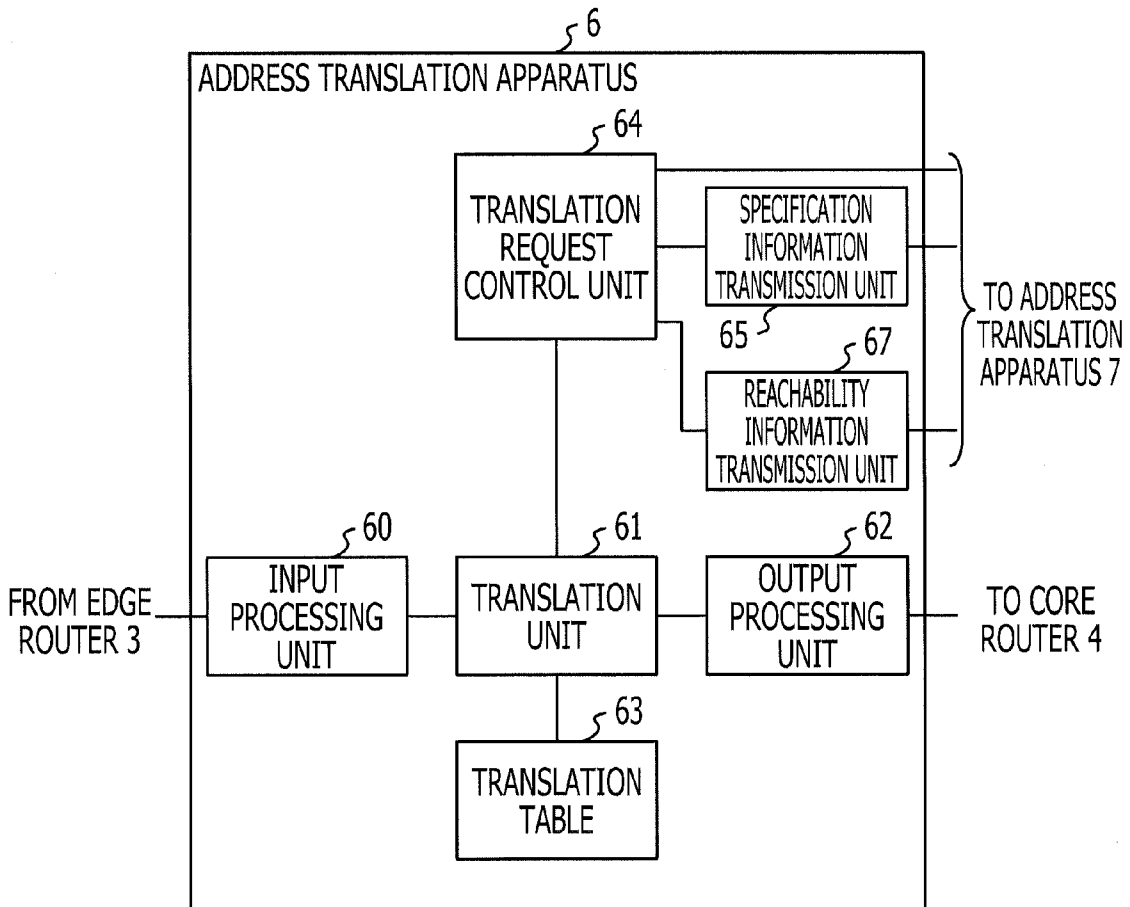 6
ADDRESS TRANSLATION APPARATUS
64
TRANSLATION
REQUEST
CONTROL UNIT
SPECIFICATION
INFORMATION
TRANSMISSION UNIT
65
67
REACHABILITY
INFORMATION
TRANSMISSION UNIT
TO ADDRESS
TRANSLATION
APPARATUS 7
60
INPUT
PROCESSING
UNIT
61
TRANSLATION
UNIT
62
OUTPUT
PROCESSING
UNIT
FROM EDGE
ROUTER 3
TO CORE
ROUTER 4
63
TRANSLATION
TABLE